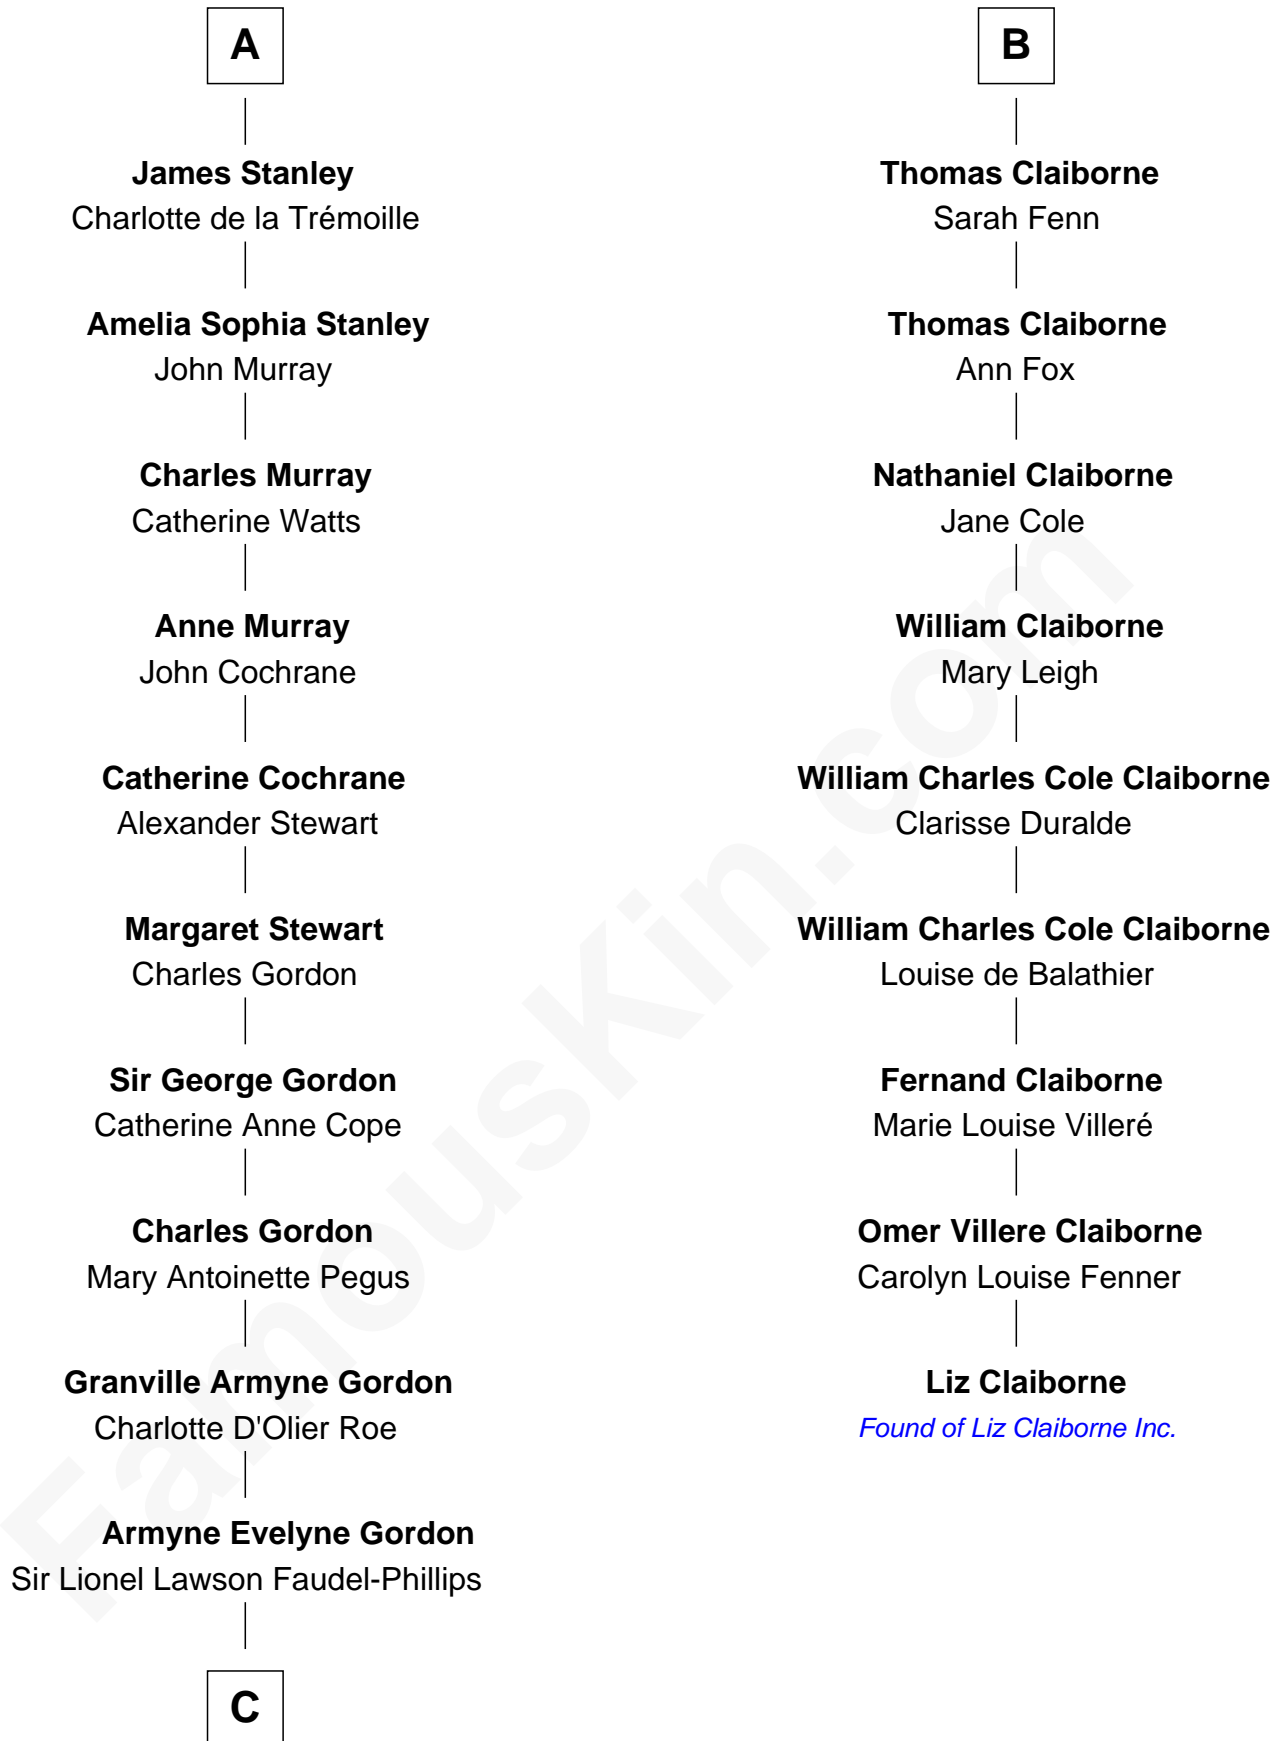 A
James Stanley
Charlotte de la Trémoille
Amelia Sophia Stanley
John Murray
Charles Murray
Catherine Watts
Anne Murray
John Cochrane
Catherine Cochrane
Alexander Stewart
Margaret Stewart
Charles Gordon
Sir George Gordon
Catherine Anne Cope
Charles Gordon
Mary Antoinette Pegus
Granville Armyne Gordon
Charlotte D'Olier Roe
Armyne Evelyne Gordon
Sir Lionel Lawson Faudel-Phillips
C
B
Thomas Claiborne
Sarah Fenn
Thomas Claiborne
Ann Fox
Nathaniel Claiborne
Jane Cole
William Claiborne
Mary Leigh
William Charles Cole Claiborne
Clarisse Duralde
William Charles Cole Claiborne
Louise de Balathier
Fernand Claiborne
Marie Louise Villeré
Omer Villere Claiborne
Carolyn Louise Fenner
Liz Claiborne
Found of Liz Claiborne Inc.
FamousKin.com